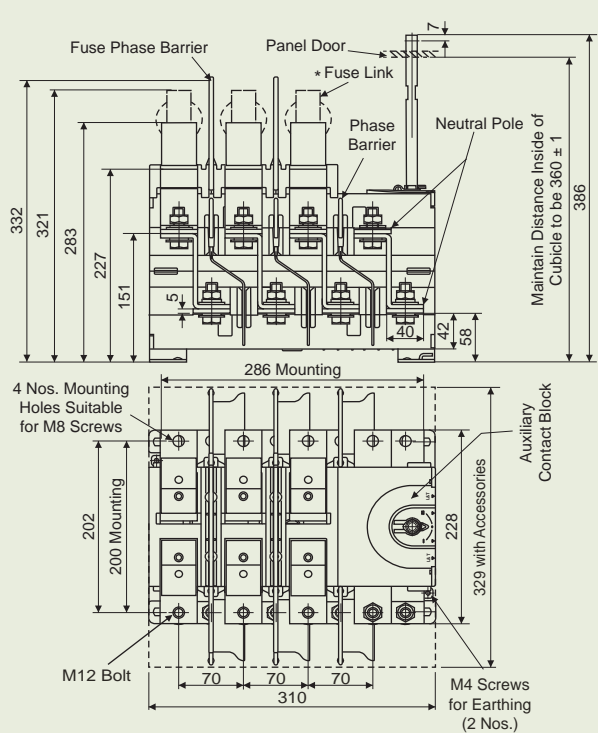 7
Fuse Phase Barrier
Panel Door
* Fuse Link
Phase
Barrier
Neutral Pole
Maintain Distance Inside of
Cubicle to be 360 ± 1
386
332
321
283
227
151
5
40
42
58
286 Mounting
4 Nos. Mounting
Holes Suitable
for M8 Screws
Auxiliary
Contact Block
202
200 Mounting
228
329 with Accessories
M12 Bolt
70
70
70
310
M4 Screws
for Earthing
(2 Nos.)